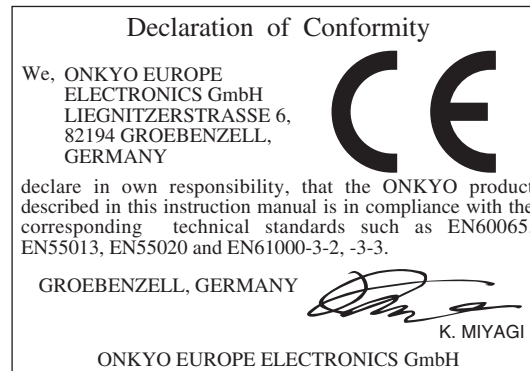 Declaration of Conformity
We, ONKYO EUROPE
ELECTRONICS GmbH
LIEGNITZERSTRASSE 6,
82194 GROEBENZELL,
GERMANY
CE
declare in own responsibility, that the ONKYO product
described in this instruction manual is in compliance with the
corresponding technical standards such as EN60065,
EN55013, EN55020 and EN61000-3-2, -3-3.
GROEBENZELL, GERMANY
K. MIYAGI
ONKYO EUROPE ELECTRONICS GmbH